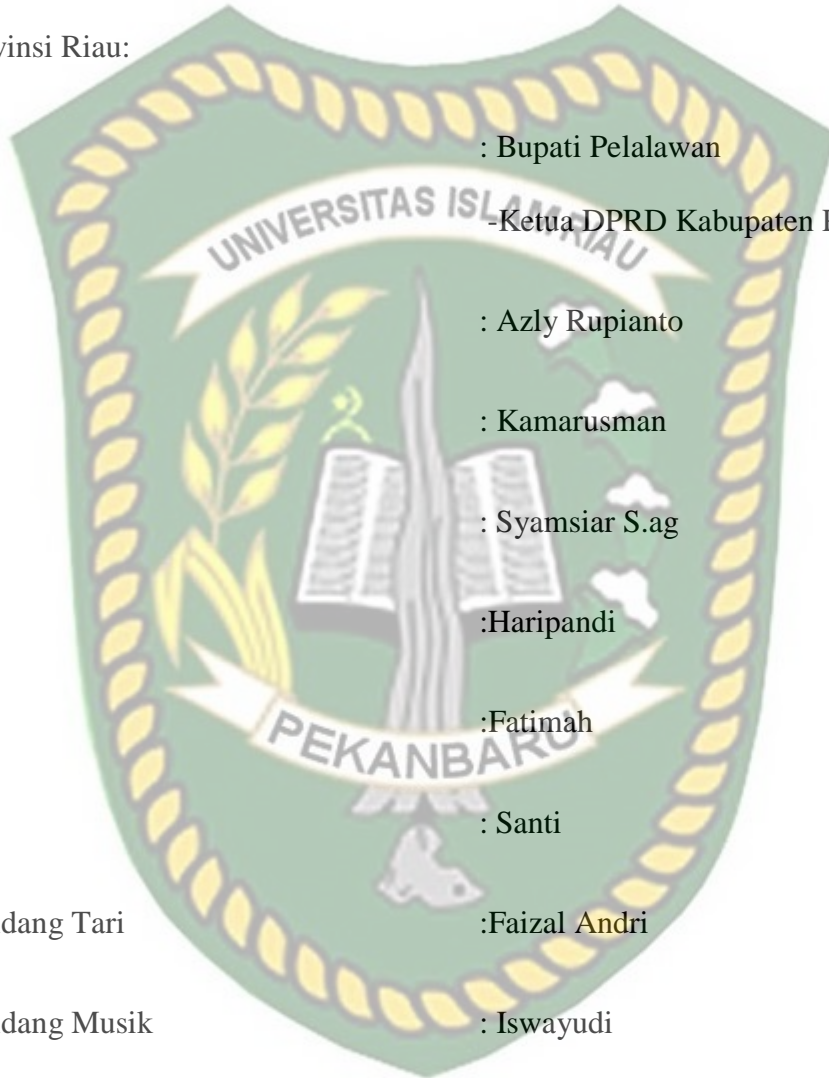 vinsi Riau:
: Bupati Pelalawan
UNIVERSITAS ISLAM RIAU
-Ketua DPRD Kabupaten
: Azly Rupianto
: Kamarusman
: Syamsiar S.ag
:Haripandi
:Fatimah
PEKANBARU
: Santi
dang Tari :Faizal Andri
dang Musik : Iswayudi